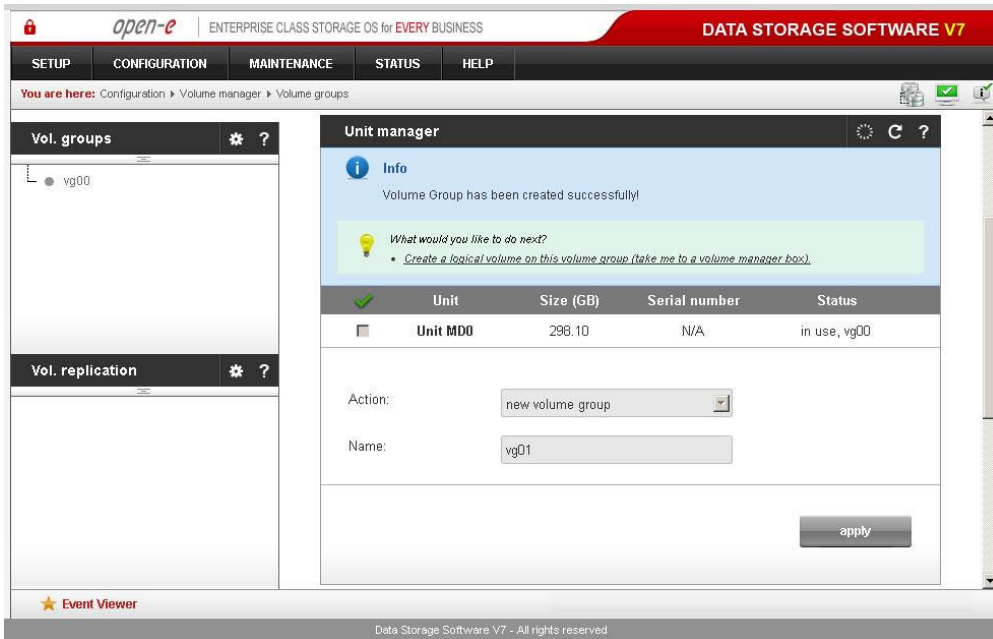 open-e ENTERPRISE CLASS STORAGE OS for EVERY BUSINESS DATA STORAGE SOFTWARE V7
SETUP CONFIGURATION MAINTENANCE STATUS HELP
You are here: Configuration Volume manager Volume groups
Vol. groups ?
vg00
Vol. replication ?
Unit manager ?
Info
Volume Group has been created successfully!
What would you like to do next?
• Create a logical volume on this volume group (take me to a volume manager box).
Unit Size (GB) Serial number Status
Unit MD0 298.10 N/A in use, vg00
Action: new volume group
Name: vg01
apply
Event Viewer
Data Storage Software V7 - All rights reserved